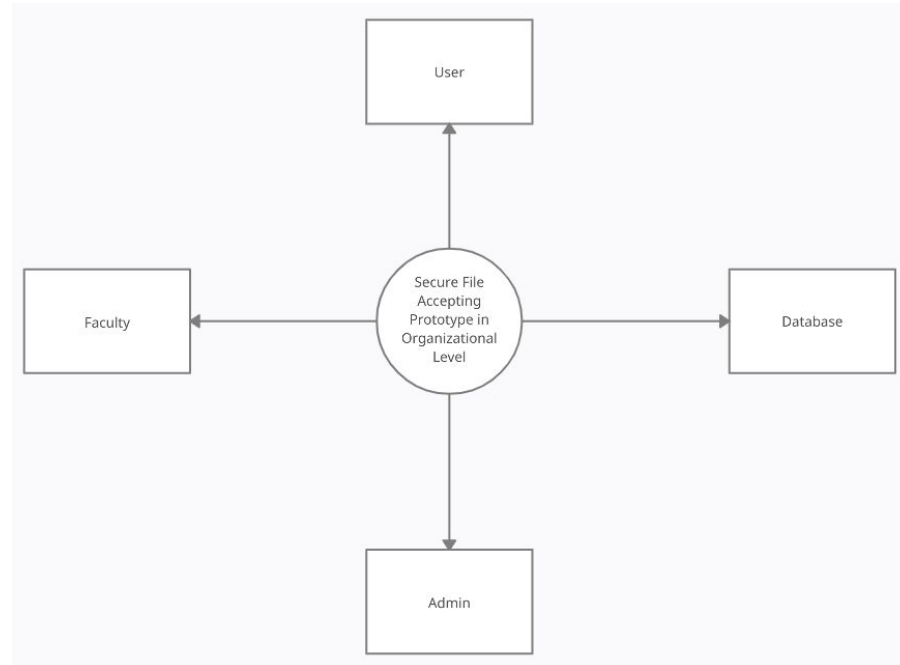 User
Secure File
Accepting
Prototype in
Organizational
Level
Faculty
Database
Admin